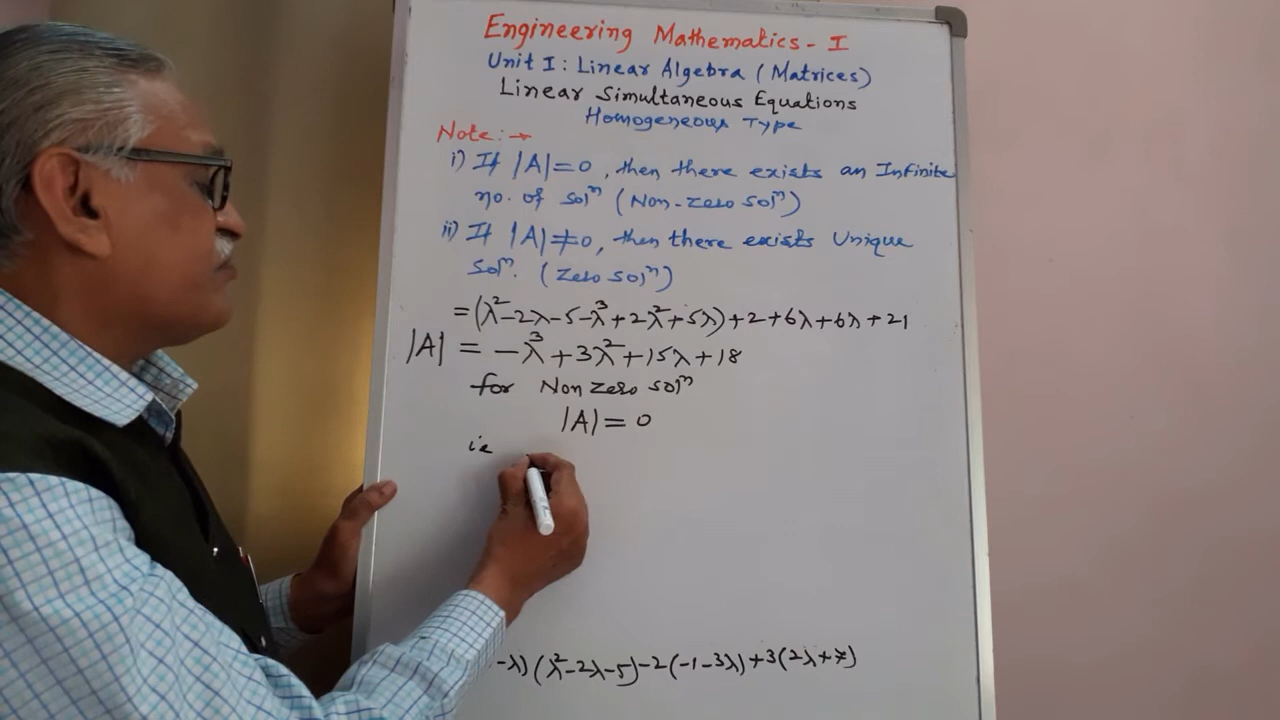 Engineering Mathematics - I
Unit I : Linear Algebra (Matrices)
Linear Simultaneous Equations
Homogeneous Type
Note :→
i) If |A| = 0, then there exists an Infinite
no. of solⁿ (Non-zero solⁿ)
ii) If |A| ≠ 0, then there exists Unique
solⁿ. (zero solⁿ)
= (λ² - 2λ - 5 - λ³ + 2λ² + 5λ) + 2 + 6λ + 6λ + 21
|A| = -λ³ + 3λ² + 15λ + 18
for Non zero solⁿ
|A| = 0
ie
-λ) (λ² - 2λ - 5) - 2(-1 - 3λ) + 3(2λ + 7)